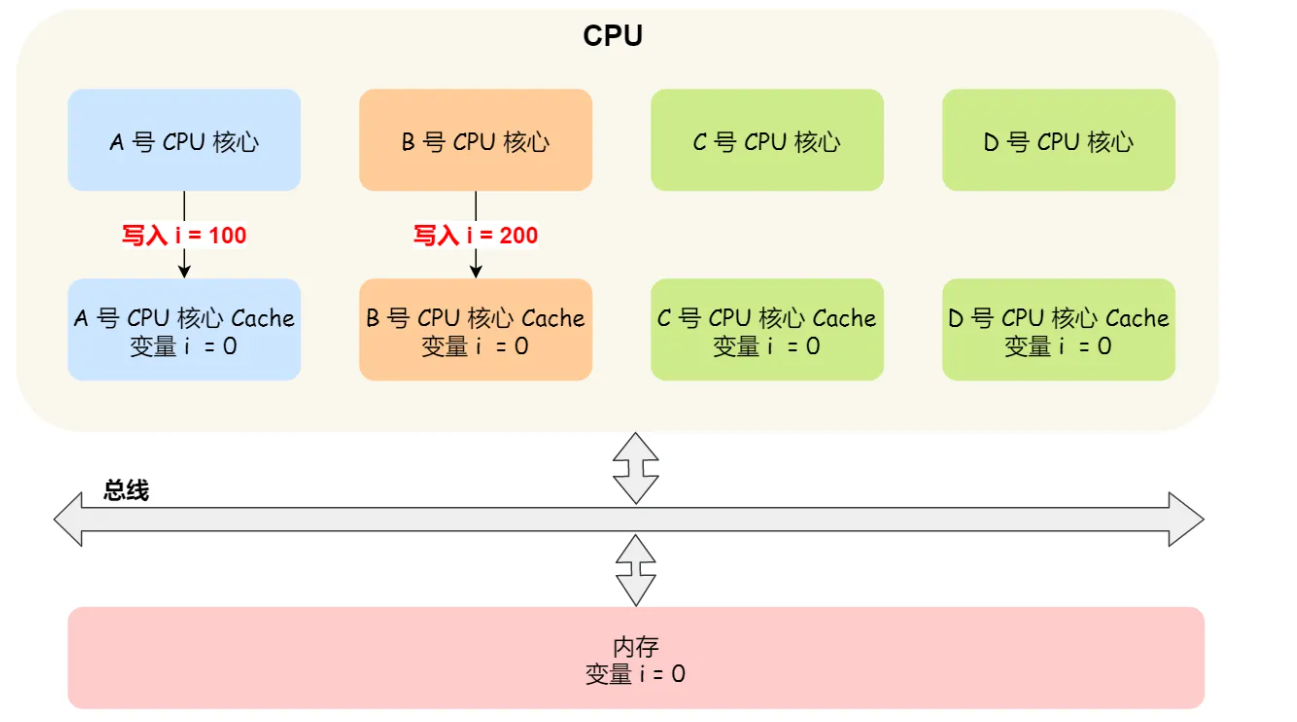 CPU
A 号 CPU 核心
B 号 CPU 核心
C 号 CPU 核心
D 号 CPU 核心
写入 i = 100
写入 i = 200
A 号 CPU 核心 Cache
变量 i = 0
B 号 CPU 核心 Cache
变量 i = 0
C 号 CPU 核心 Cache
变量 i = 0
D 号 CPU 核心 Cache
变量 i = 0
总线
内存
变量 i = 0